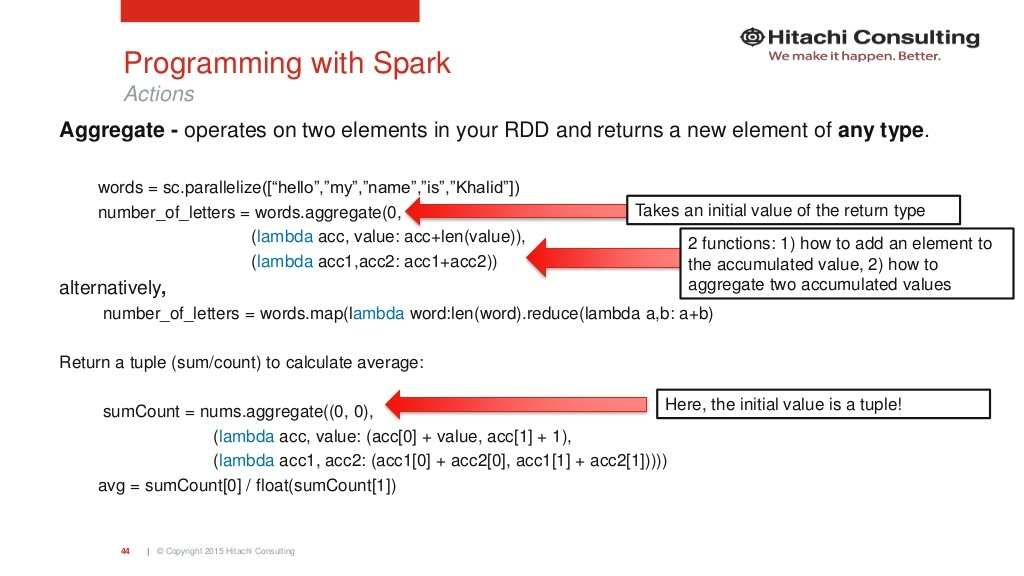 Hitachi Consulting
We make it happen. Better.
Programming with Spark
Actions
Aggregate - operates on two elements in your RDD and returns a new element of any type.
words = sc.parallelize([“hello”,”my”,”name”,”is”,”Khalid”])
number_of_letters = words.aggregate(0,
Takes an initial value of the return type
(lambda acc, value: acc+len(value)),
(lambda acc1,acc2: acc1+acc2))
2 functions: 1) how to add an element to
the accumulated value, 2) how to
aggregate two accumulated values
alternatively,
number_of_letters = words.map(lambda word:len(word).reduce(lambda a,b: a+b)
Return a tuple (sum/count) to calculate average:
sumCount = nums.aggregate((0, 0),
Here, the initial value is a tuple!
(lambda acc, value: (acc[0] + value, acc[1] + 1),
(lambda acc1, acc2: (acc1[0] + acc2[0], acc1[1] + acc2[1]))))
avg = sumCount[0] / float(sumCount[1])
44 | © Copyright 2015 Hitachi Consulting